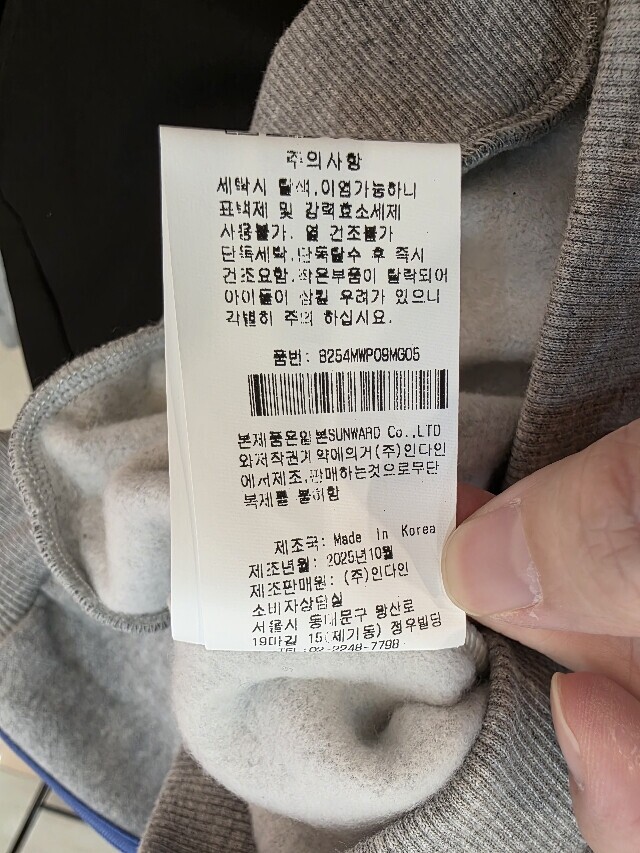 주의사항
세탁시 탈색,이염가능하니
표백제 및 강력효소세제
사용불가. 열 건조불가
단독세탁,단독탈수 후 즉시
건조요함.작은부품이 탈락되어
아이들이 삼킬 우려가 있으니
각별히 주의 하십시요.
품번: 8254MWP09MG05
본제품은일본SUNWARD Co.,LTD
와저작권계약에의거(주)인다인
에서제조,판매하는것으로무단
복제를 불허함
제조국: Made in Korea
제조년월: 2025년10월
제조판매원: (주)인다인
소비자상담실
서울시 동대문구 왕산로
19마길 15(제기동) 정우빌딩
TEL: 02-2248-7798